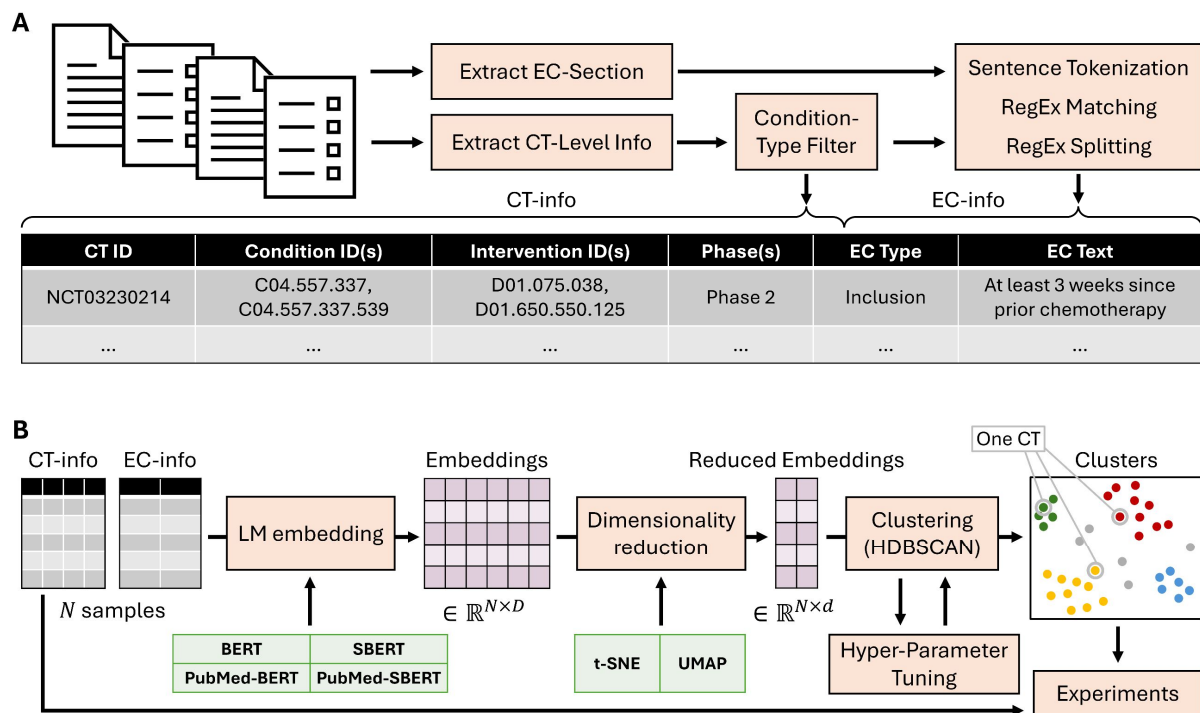 A
Extract EC-Section
Extract CT-Level Info
Condition-
Type Filter
Sentence Tokenization
RegEx Matching
RegEx Splitting
CT-info
EC-info
CT ID
Condition ID(s)
Intervention ID(s)
Phase(s)
EC Type
EC Text
NCT03230214
C04.557.337,
C04.557.337.539
D01.075.038,
D01.650.550.125
Phase 2
Inclusion
At least 3 weeks since
prior chemotherapy
...
...
...
...
...
...
B
CT-info
EC-info
N samples
LM embedding
BERT
SBERT
PubMed-BERT
PubMed-SBERT
Embeddings
∈ ℝ^{N×D}
Dimensionality
reduction
t-SNE
UMAP
Reduced Embeddings
∈ ℝ^{N×d}
Clustering
(HDBSCAN)
Hyper-Parameter
Tuning
One CT
Clusters
Experiments